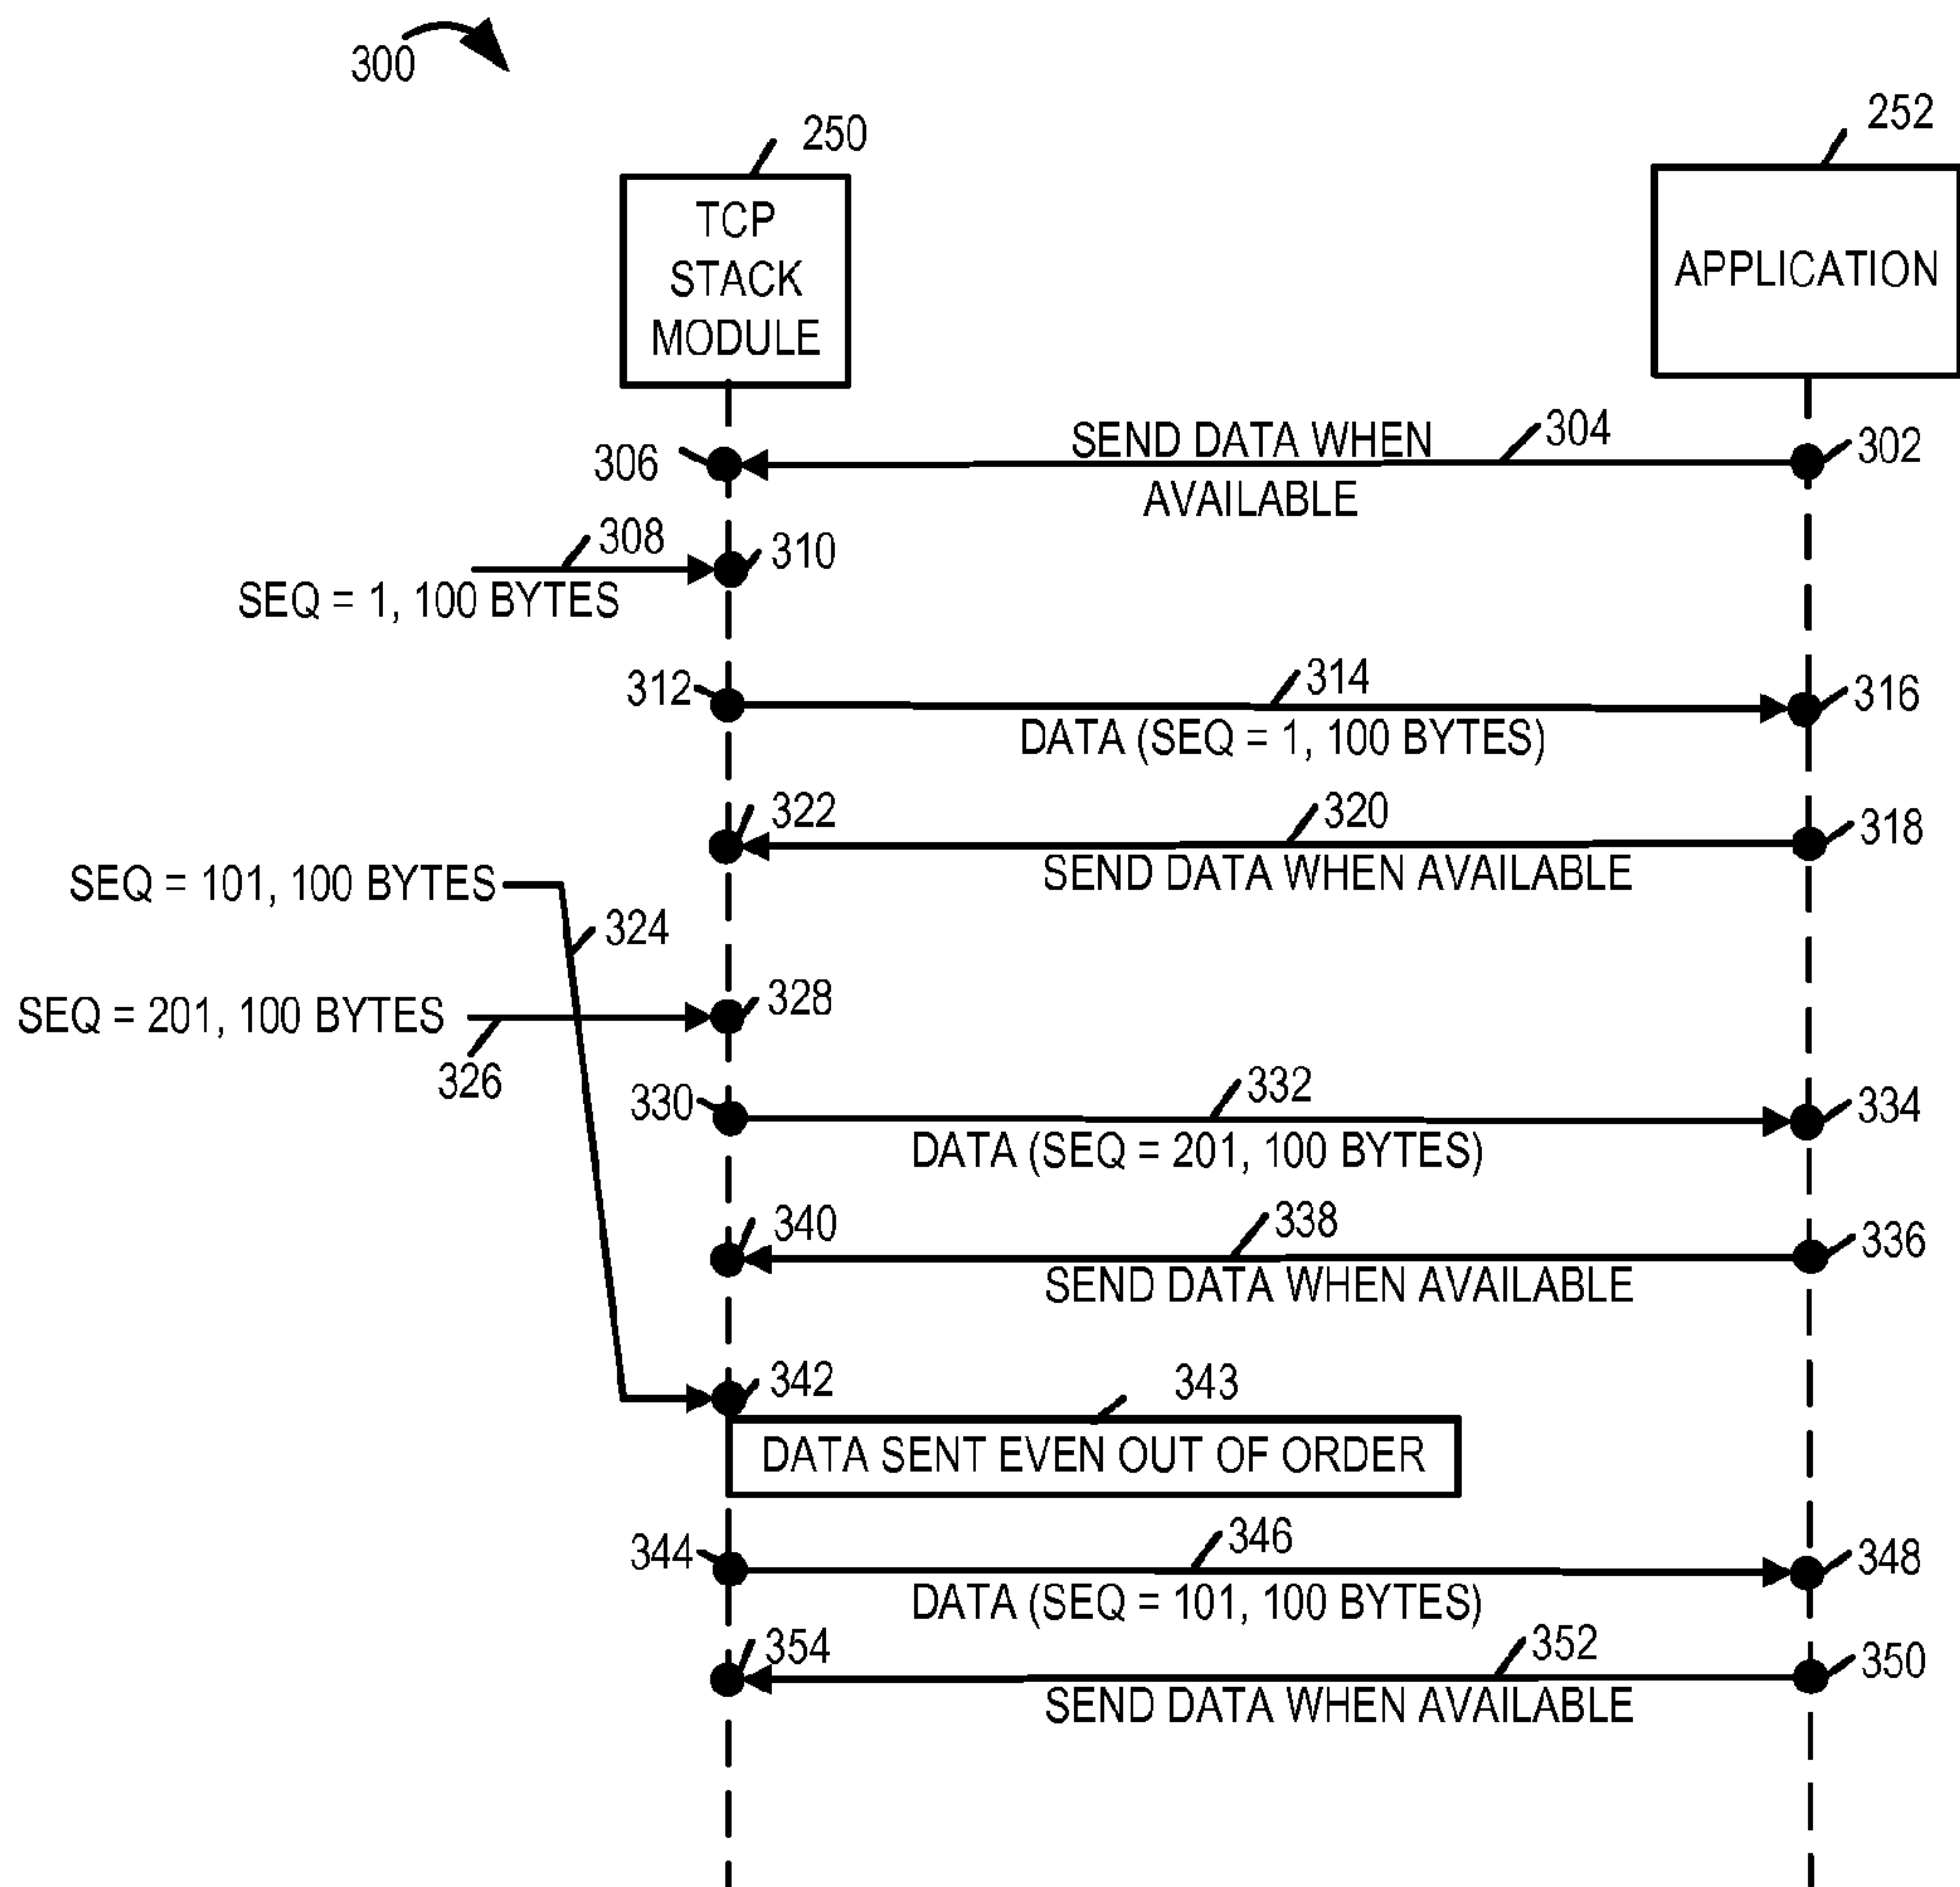 300
250
252
TCP
STACK
MODULE
APPLICATION
SEND DATA WHEN
AVAILABLE
304
302
306
308
310
SEQ = 1, 100 BYTES
312
314
316
DATA (SEQ = 1, 100 BYTES)
322
320
318
SEND DATA WHEN AVAILABLE
SEQ = 101, 100 BYTES
324
SEQ = 201, 100 BYTES
328
326
330
332
334
DATA (SEQ = 201, 100 BYTES)
340
338
336
SEND DATA WHEN AVAILABLE
342
343
DATA SENT EVEN OUT OF ORDER
344
346
348
DATA (SEQ = 101, 100 BYTES)
354
352
350
SEND DATA WHEN AVAILABLE